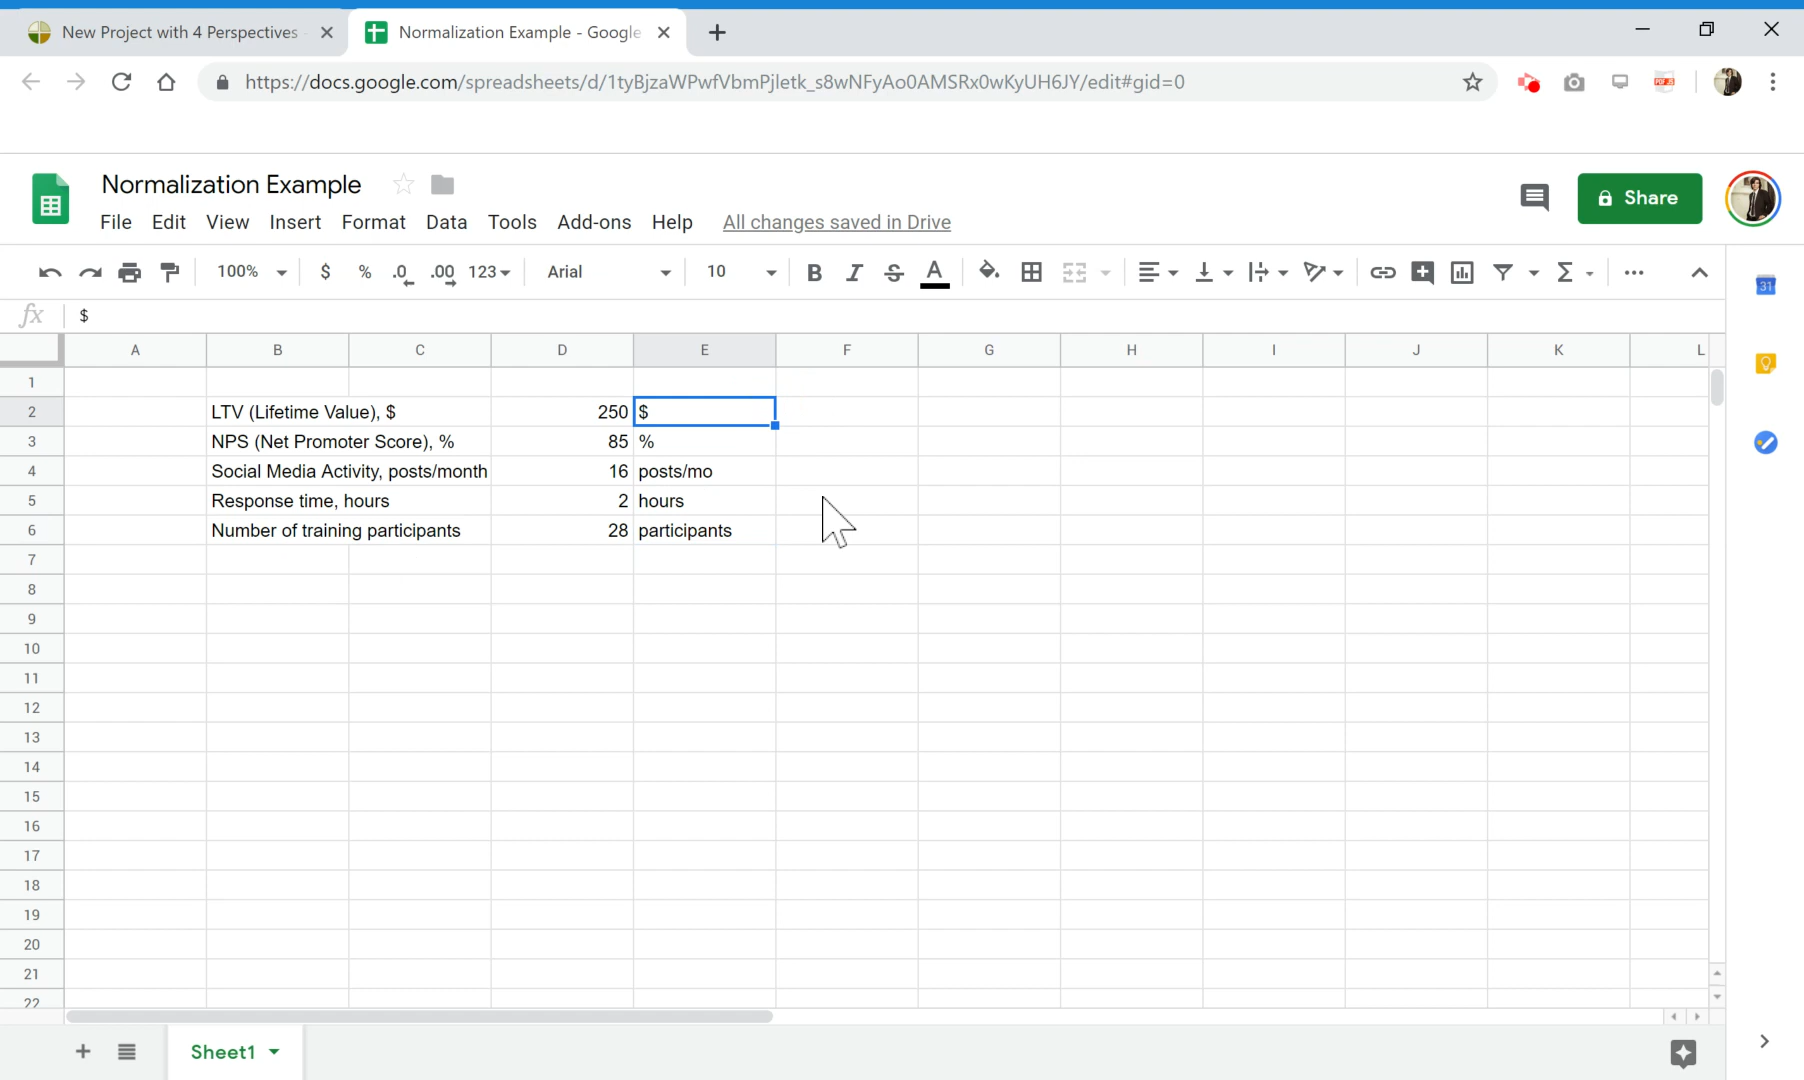 New Project with 4 Perspectives
Normalization Example - Google
https://docs.google.com/spreadsheets/d/1tyBjzaWPwfVbmPjletk_s8wNFyAo0AMSRx0wKyUH6JY/edit#gid=0
Normalization Example
File Edit View Insert Format Data Tools Add-ons Help All changes saved in Drive
Share
100% $ % .0 .00 123 Arial 10 B I S A
31
fx $
A B C D E F G H I J K L
1
2 LTV (Lifetime Value), $ 250 $
3 NPS (Net Promoter Score), % 85 %
4 Social Media Activity, posts/month 16 posts/mo
5 Response time, hours 2 hours
6 Number of training participants 28 participants
7
8
9
10
11
12
13
14
15
16
17
18
19
20
21
22
Sheet1